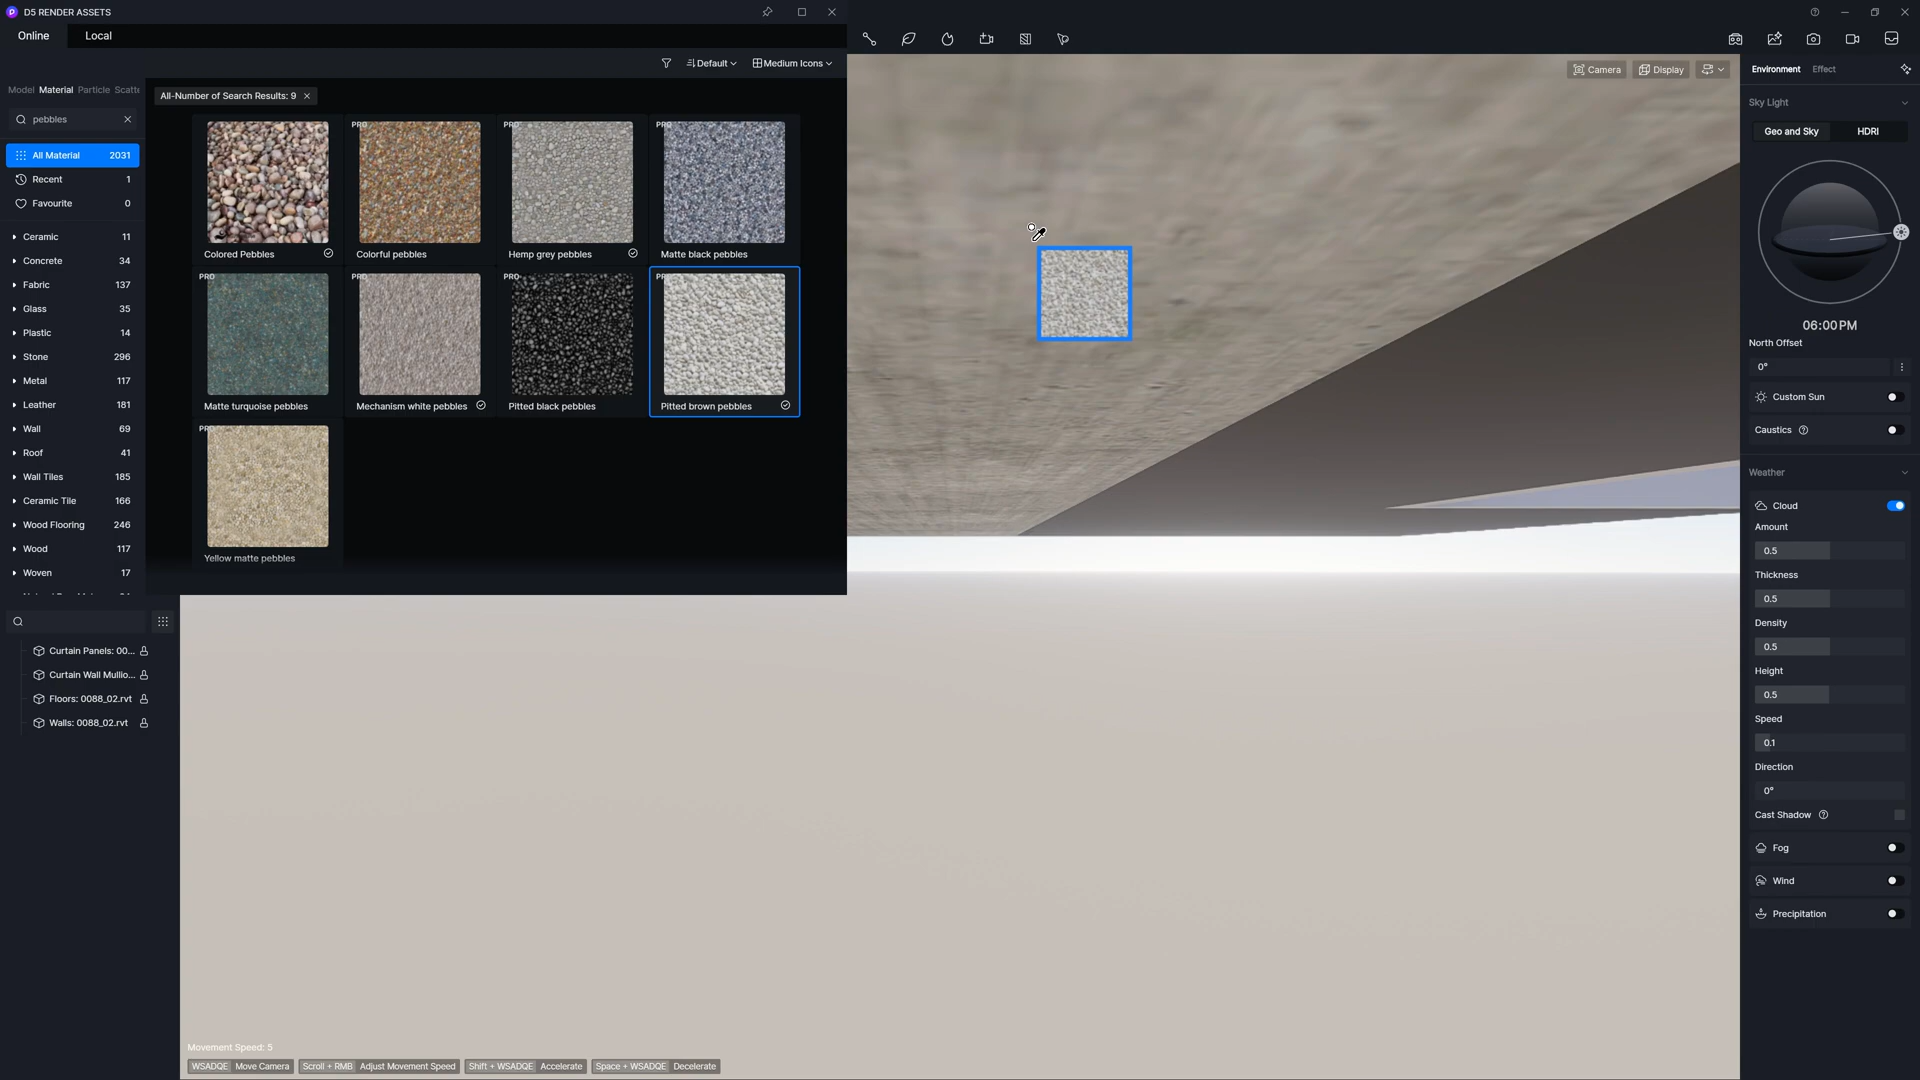 D5 RENDER ASSETS
Online
Local
Default
Medium Icons
Camera
Display
Environment
Effect
Model
Material
Particle
Scatte
All-Number of Search Results: 9
Sky Light
pebbles
PRO
PRO
PRO
Geo and Sky
HDRI
All Material 2031
Recent 1
Favourite 0
Ceramic 11
Concrete 34
Fabric 137
Glass 35
Plastic 14
Stone 296
Metal 117
Leather 181
Wall 69
Roof 41
Wall Tiles 185
Ceramic Tile 166
Wood Flooring 246
Wood 117
Woven 17
Colored Pebbles
Colorful pebbles
Hemp grey pebbles
Matte black pebbles
PRO
PRO
PRO
PRO
Matte turquoise pebbles
Mechanism white pebbles
Pitted black pebbles
Pitted brown pebbles
PRO
Yellow matte pebbles
06:00PM
North Offset
0°
Custom Sun
Caustics
Weather
Cloud
Amount
0.5
Thickness
0.5
Density
0.5
Height
0.5
Speed
0.1
Direction
0°
Cast Shadow
Fog
Wind
Precipitation
Curtain Panels: 00...
Curtain Wall Mullio...
Floors: 0088_02.rvt
Walls: 0088_02.rvt
Movement Speed: 5
WSADQE Move Camera
Scroll + RMB Adjust Movement Speed
Shift + WSADQE Accelerate
Space + WSADQE Decelerate